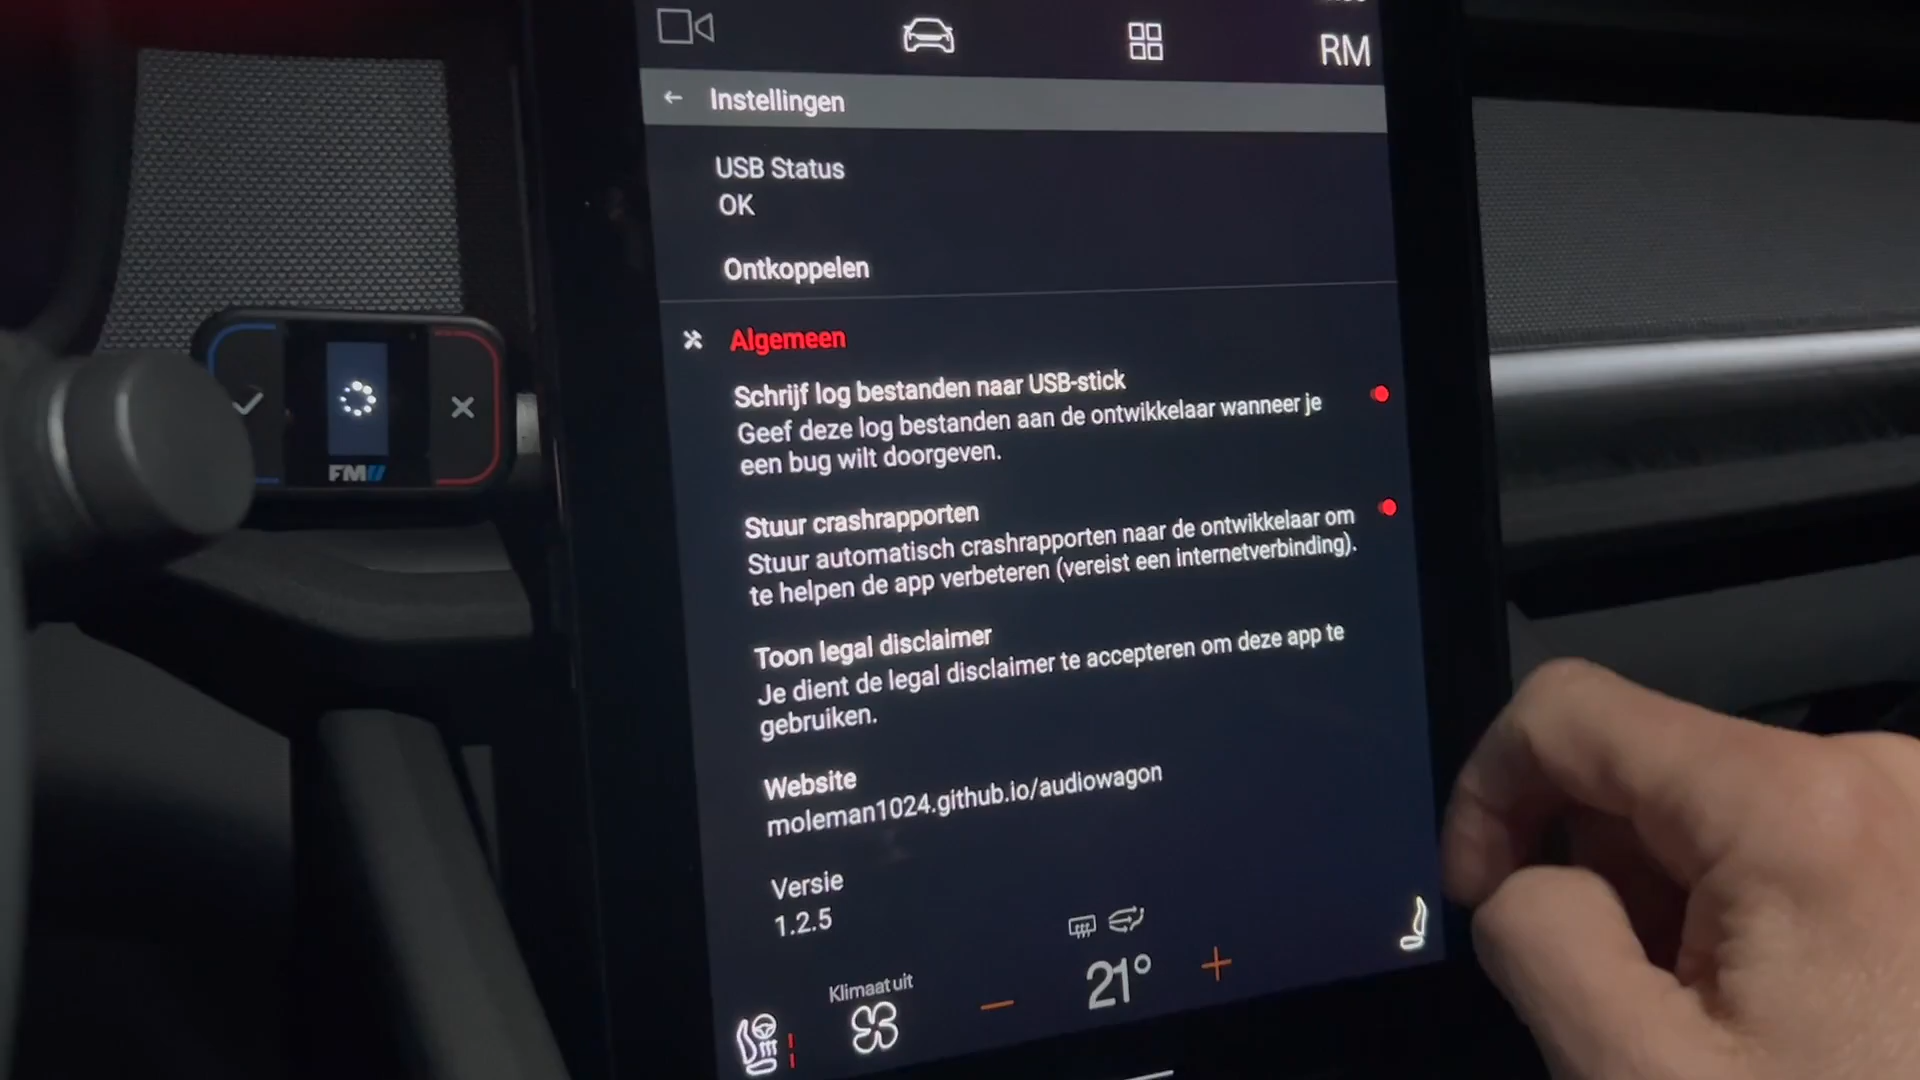 RM
Instellingen
USB Status
OK
Ontkoppelen
Algemeen
Schrijf log bestanden naar USB-stick
Geef deze log bestanden aan de ontwikkelaar wanneer je
een bug wilt doorgeven.
Stuur crashrapporten
Stuur automatisch crashrapporten naar de ontwikkelaar om
te helpen de app verbeteren (vereist een internetverbinding).
Toon legal disclaimer
Je dient de legal disclaimer te accepteren om deze app te
gebruiken.
Website
moleman1024.github.io/audiowagon
Versie
1.2.5
Klimaat uit
21°
FM